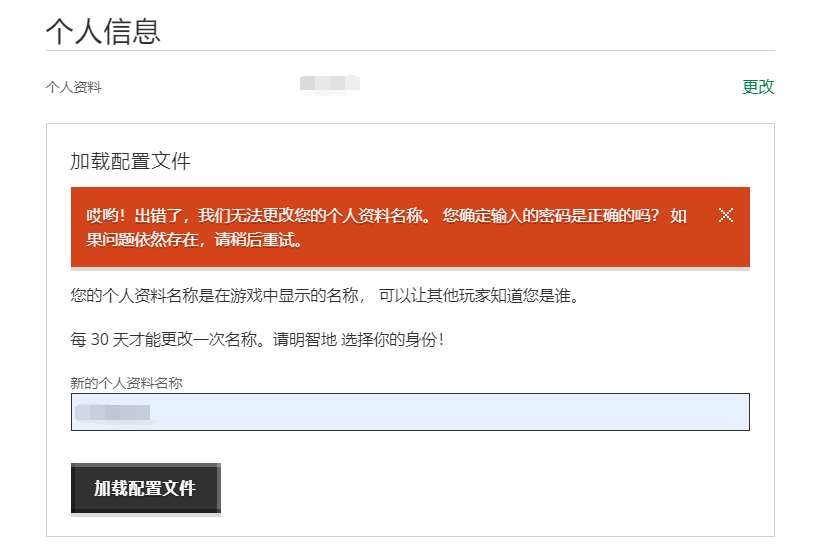 个人信息
个人资料
更改
加载配置文件
哎哟！出错了，我们无法更改您的个人资料名称。 您确定输入的密码是正确的吗？ 如
果问题依然存在，请稍后重试。
您的个人资料名称是在游戏中显示的名称， 可以让其他玩家知道您是谁。
每 30 天才能更改一次名称。请明智地 选择你的身份！
新的个人资料名称
加载配置文件